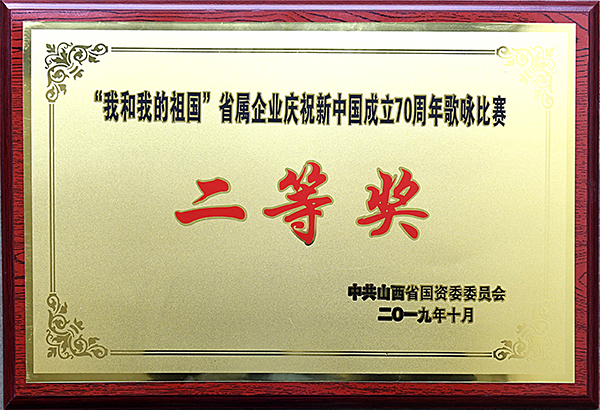 “我和我的祖国”省属企业庆祝新中国成立70周年歌咏比赛
二等奖
中共山西省国资委委员会
二〇一九年十月